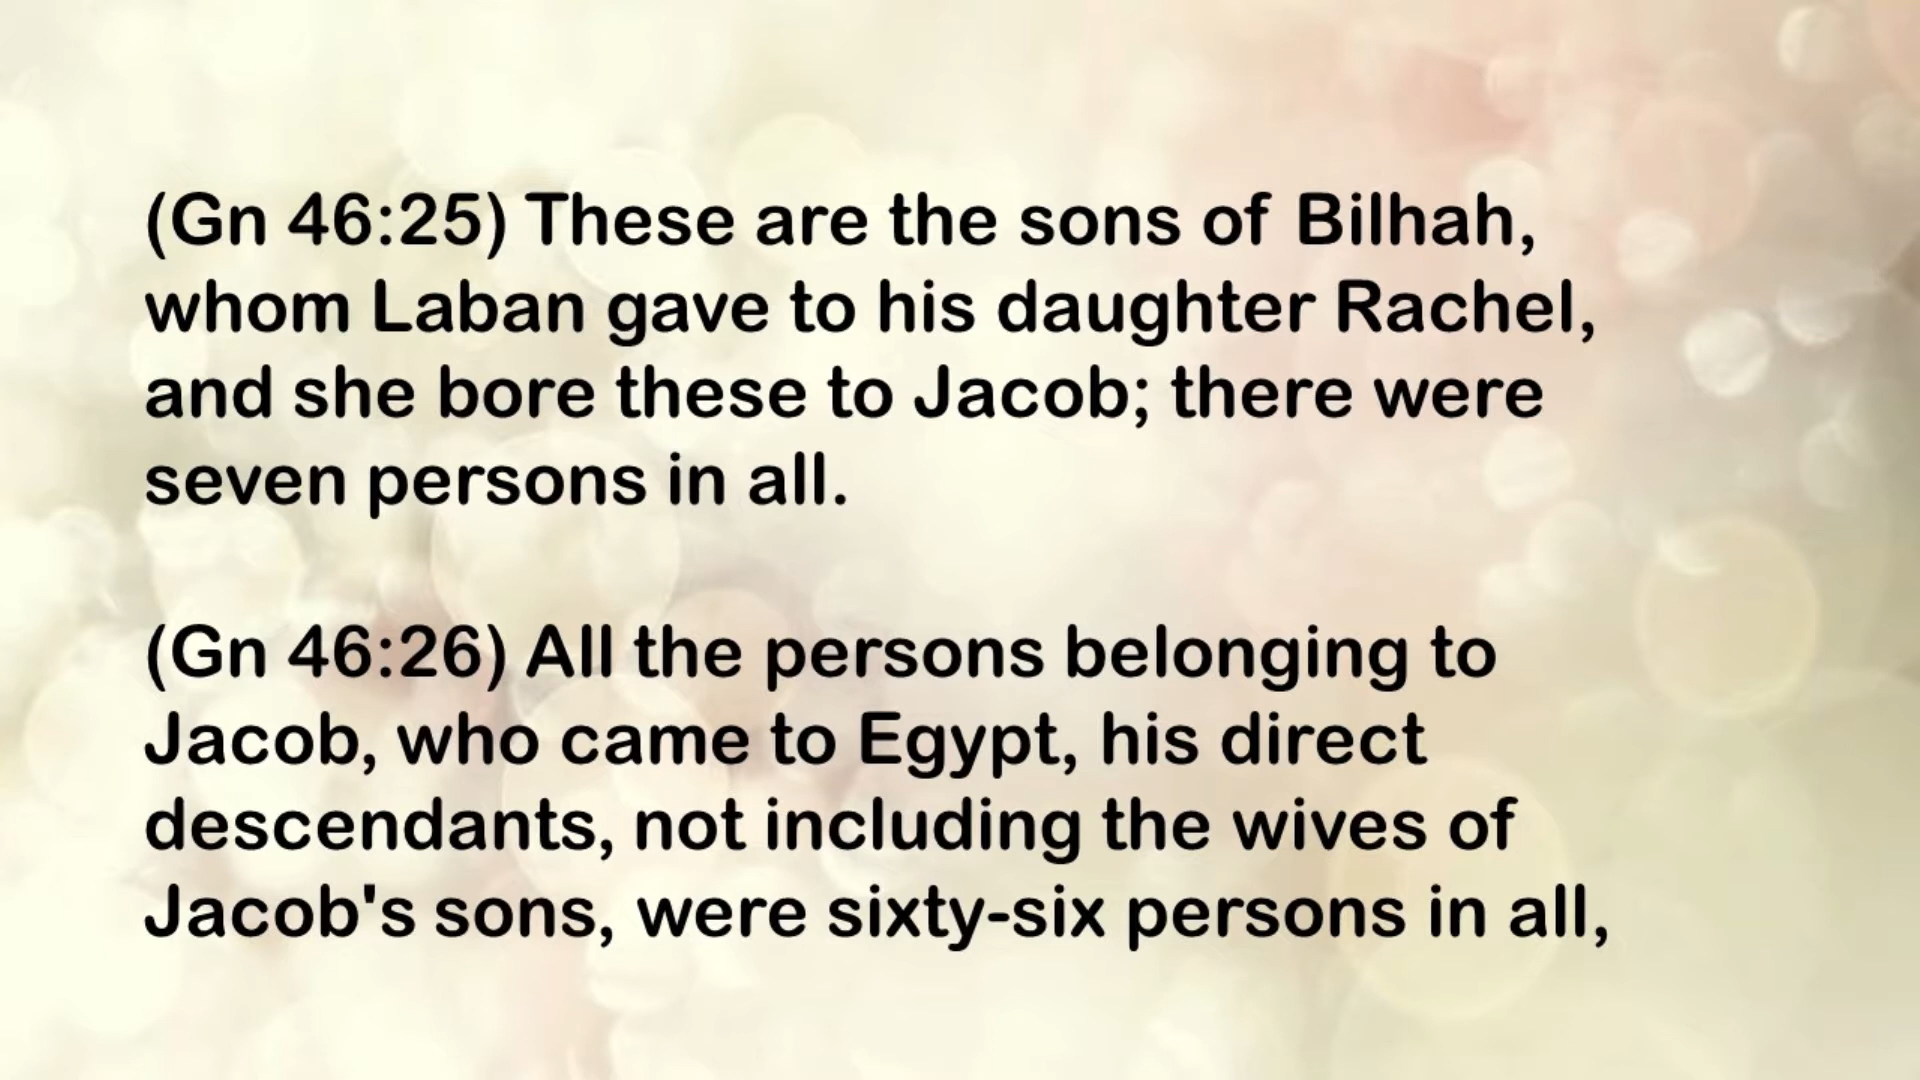 (Gn 46:25) These are the sons of Bilhah,
whom Laban gave to his daughter Rachel,
and she bore these to Jacob; there were
seven persons in all.
(Gn 46:26) All the persons belonging to
Jacob, who came to Egypt, his direct
descendants, not including the wives of
Jacob's sons, were sixty-six persons in all,